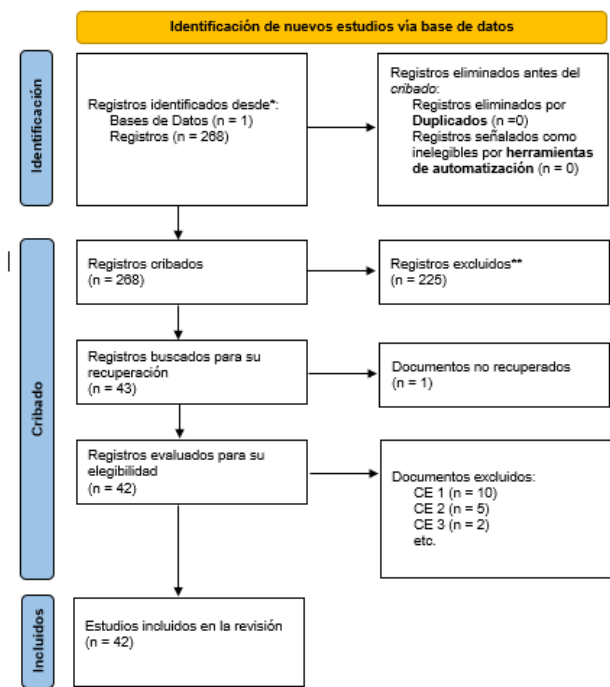 Identificación de nuevos estudios vía base de datos
Identificación
Registros identificados desde*:
Bases de Datos (n = 1)
Registros (n = 268)
Registros eliminados antes del
cribado:
Registros eliminados por
Duplicados (n =0)
Registros señalados como
inelegibles por herramientas
de automatización (n = 0)
Cribado
Registros cribados
(n = 268)
Registros excluidos**
(n = 225)
Registros buscados para su
recuperación
(n = 43)
Documentos no recuperados
(n = 1)
Registros evaluados para su
elegibilidad
(n = 42)
Documentos excluidos:
CE 1 (n = 10)
CE 2 (n = 5)
CE 3 (n = 2)
etc.
Incluidos
Estudios incluidos en la revisión
(n = 42)